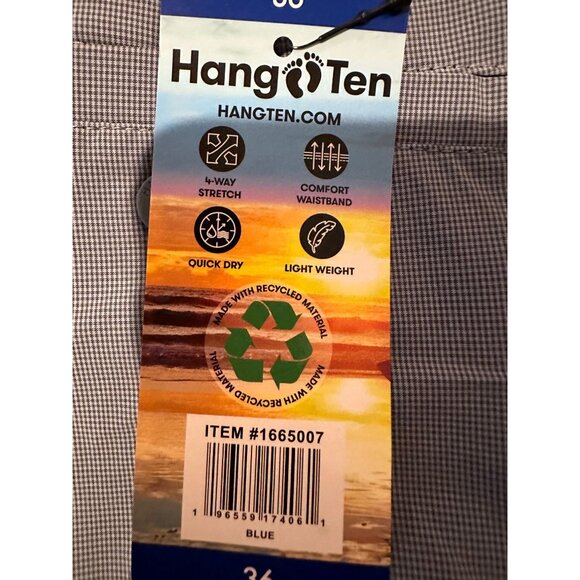 Hang Ten
HANGTEN.COM
4-WAY
STRETCH
COMFORT
WAISTBAND
QUICK DRY
LIGHT WEIGHT
MADE WITH RECYCLED MATERIAL
MADE WITH RECYCLED MATERIAL
ITEM #1665007
1 96559 17406 1
BLUE
36